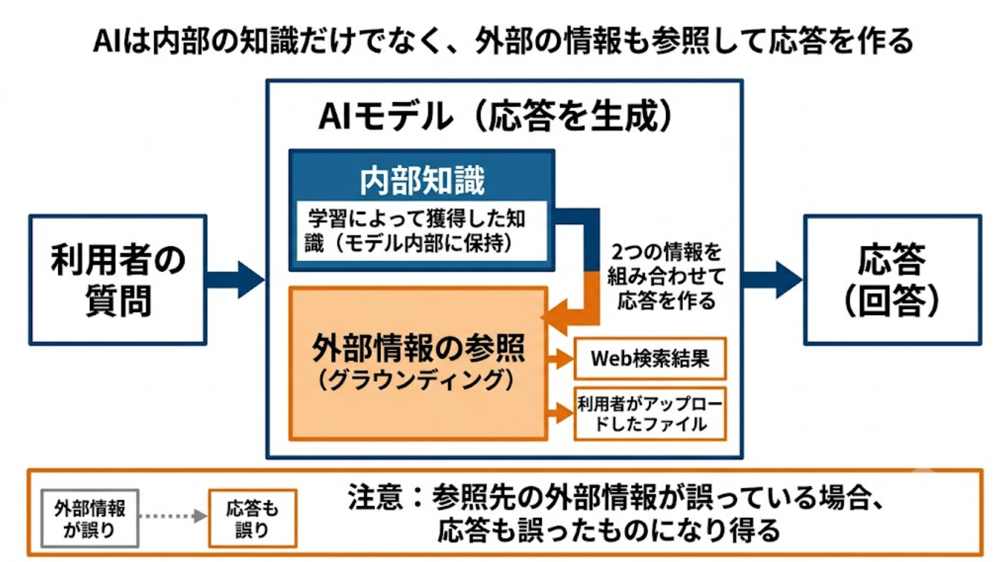 AIは内部の知識だけでなく、外部の情報も参照して応答を作る
AIモデル（応答を生成）
内部知識
学習によって獲得した知
識（モデル内部に保持）
利用者の
質問
2つの情報を
組み合わせて
応答を作る
応答
（回答）
外部情報の参照
（グラウンディング）
Web検索結果
利用者がアップロー
ドしたファイル
外部情報
が誤り
応答も
誤り
注意：参照先の外部情報が誤っている場合、
応答も誤ったものになり得る